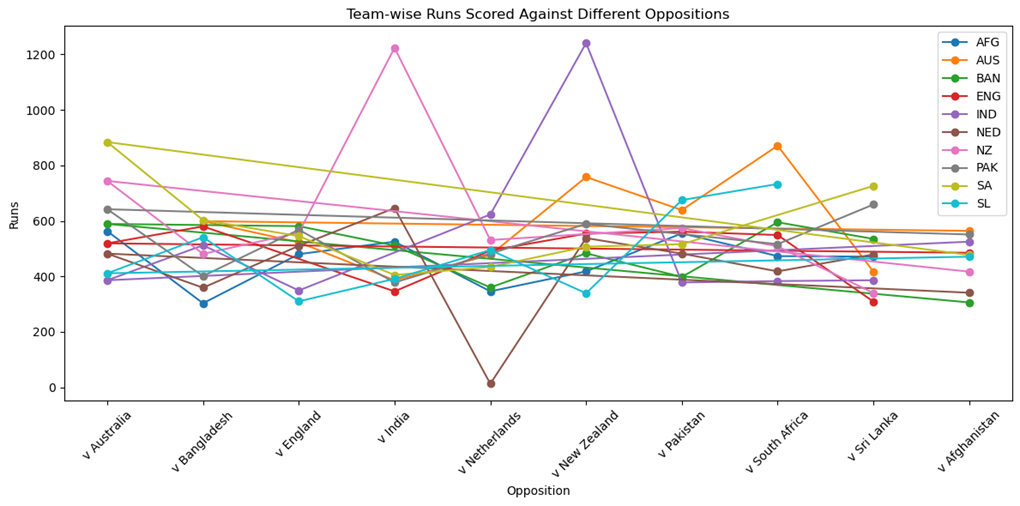 Team-wise Runs Scored Against Different Oppositions
Runs
1200
1000
800
600
400
200
0
v Australia
v Bangladesh
v England
v India
v Netherlands
v New Zealand
v Pakistan
v South Africa
v Sri Lanka
v Afghanistan
Opposition
AFG
AUS
BAN
ENG
IND
NED
NZ
PAK
SA
SL